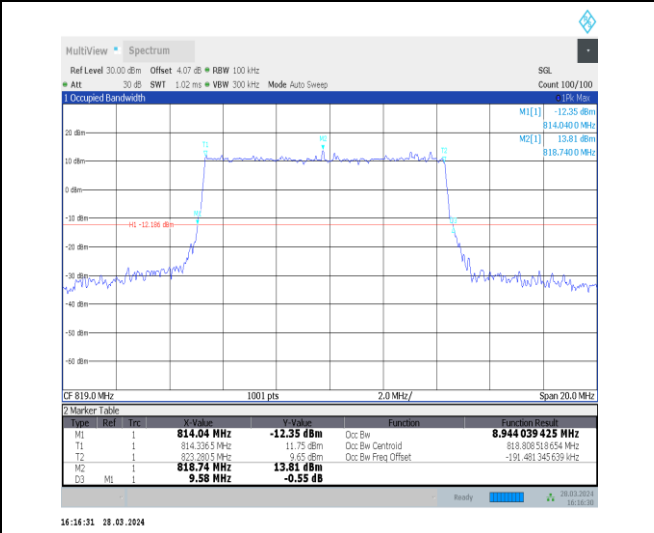 MultiView Spectrum
Ref Level 30.00 dBm Offset 4.07 dB RBW 100 kHz SGL
Att 30 dB SWT 1.02 ms VBW 300 kHz Mode Auto Sweep Count 100/100
1 Occupied Bandwidth 1Pk Max
M1[1] -12.35 dBm
814.0400 MHz
M2[1] 13.81 dBm
818.7400 MHz
20 dBm
10 dBm
0 dBm
-10 dBm
H1 -12.186 dBm
-20 dBm
-30 dBm
-40 dBm
-50 dBm
-60 dBm
CF 819.0 MHz 1001 pts 2.0 MHz/ Span 20.0 MHz
2 Marker Table
Type Ref Trc X-Value Y-Value Function Function Result
M1 1 814.04 MHz -12.35 dBm Occ Bw 8.944 039 425 MHz
T1 1 814.336 5 MHz 11.75 dBm Occ Bw Centroid 818.808 518 654 MHz
T2 1 823.280 5 MHz 9.65 dBm Occ Bw Freq Offset -191.481 345 639 kHz
M2 1 818.74 MHz 13.81 dBm
D3 M1 1 9.58 MHz -0.55 dB
Ready 28.03.2024
16:16:30
16:16:31 28.03.2024